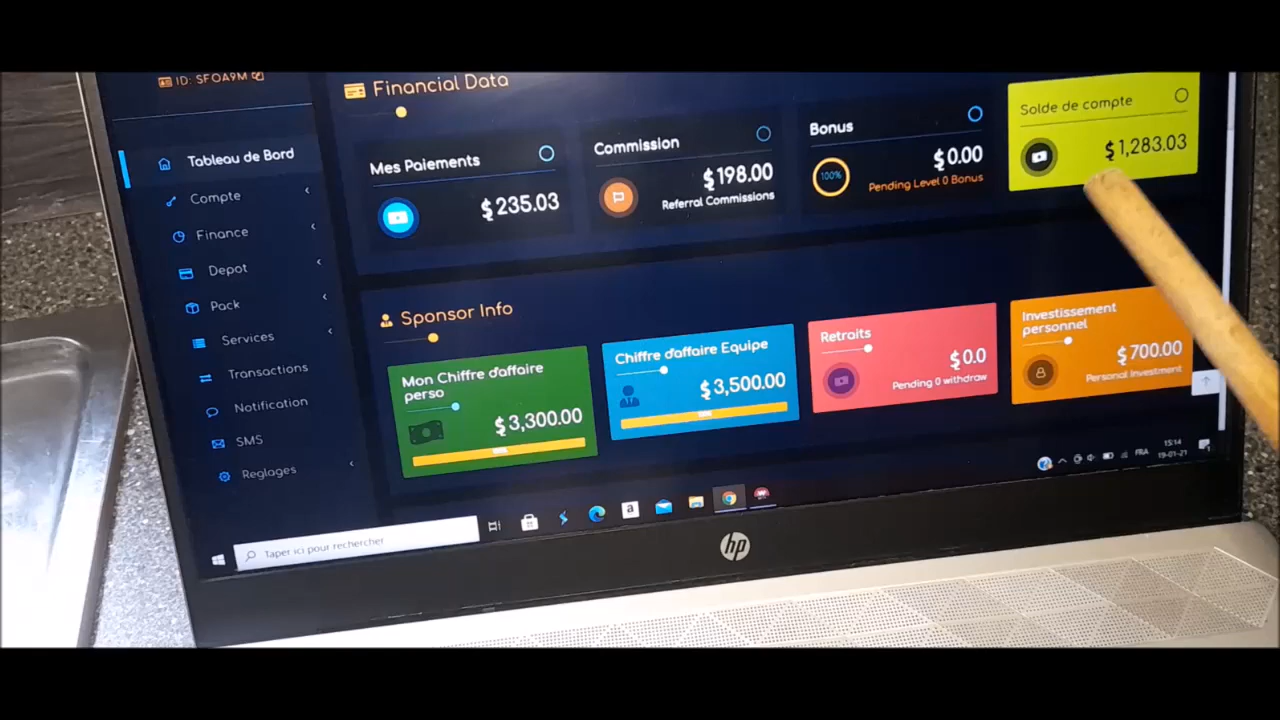 ID: SFOA9M
Tableau de Bord
Compte
Finance
Depot
Pack
Services
Transactions
Notification
SMS
Reglages
Financial Data
Mes Paiements
$235.03
Commission
$198.00
Referral Commissions
Bonus
100%
$0.00
Pending Level 0 Bonus
Solde de compte
$1,283.03
Sponsor Info
Mon Chiffre d'affaire
perso
$3,300.00
Chiffre d'affaire Equipe
$3,500.00
Retraits
$0.0
Pending 0 withdraw
Investissement
personnel
$700.00
Personal Investment
Taper ici pour rechercher
a
FRA
15:14
19-01-21
hp